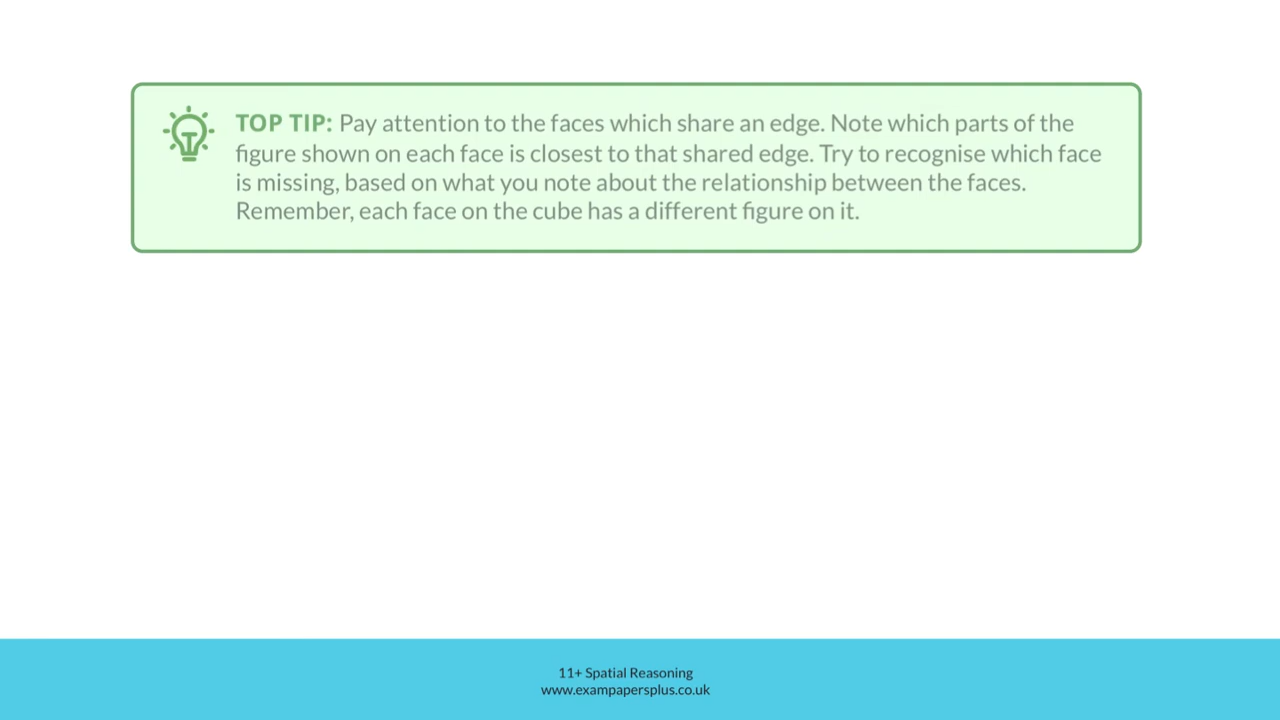 TOP TIP: Pay attention to the faces which share an edge. Note which parts of the
figure shown on each face is closest to that shared edge. Try to recognise which face
is missing, based on what you note about the relationship between the faces.
Remember, each face on the cube has a different figure on it.
11+ Spatial Reasoning
www.exampapersplus.co.uk